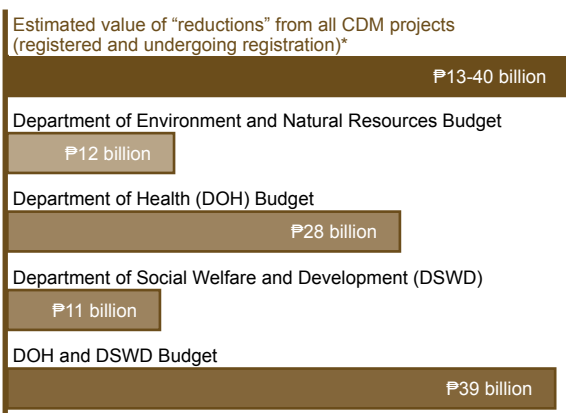 Estimated value of “reductions” from all CDM projects
(registered and undergoing registration)*
₱13-40 billion
Department of Environment and Natural Resources Budget
₱12 billion
Department of Health (DOH) Budget
₱28 billion
Department of Social Welfare and Development (DSWD)
₱11 billion
DOH and DSWD Budget
₱39 billion